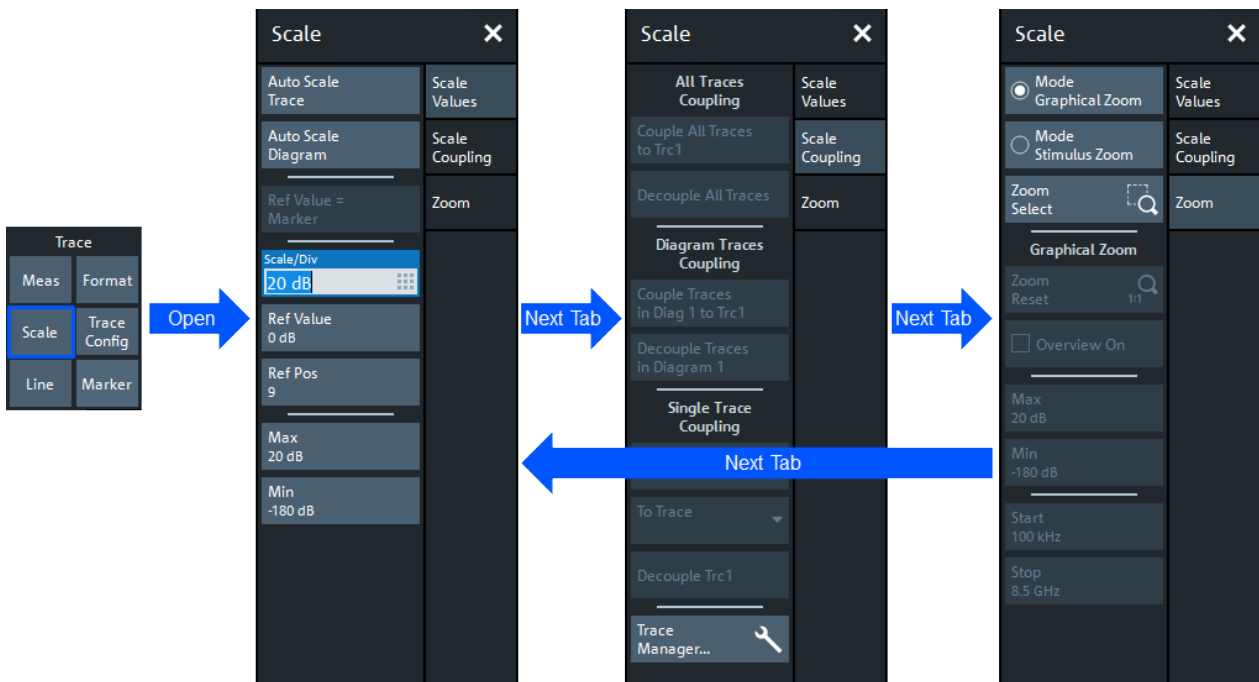 Trace
Meas
Format
Scale
Trace
Config
Line
Marker
Open
Scale
Auto Scale
Trace
Auto Scale
Diagram
Ref Value =
Marker
Scale/Div
20 dB
Ref Value
0 dB
Ref Pos
9
Max
20 dB
Min
-180 dB
Scale
Values
Scale
Coupling
Zoom
Next Tab
Scale
All Traces
Coupling
Couple All Traces
to Trc1
Decouple All Traces
Diagram Traces
Coupling
Couple Traces
in Diag 1 to Trc1
Decouple Traces
in Diagram 1
Single Trace
Coupling
Next Tab
To Trace
Decouple Trc1
Trace
Manager...
Scale
Values
Scale
Coupling
Zoom
Next Tab
Scale
Mode
Graphical Zoom
Mode
Stimulus Zoom
Zoom
Select
Graphical Zoom
Zoom
Reset
1:1
Overview On
Max
20 dB
Min
-180 dB
Start
100 kHz
Stop
8.5 GHz
Scale
Values
Scale
Coupling
Zoom